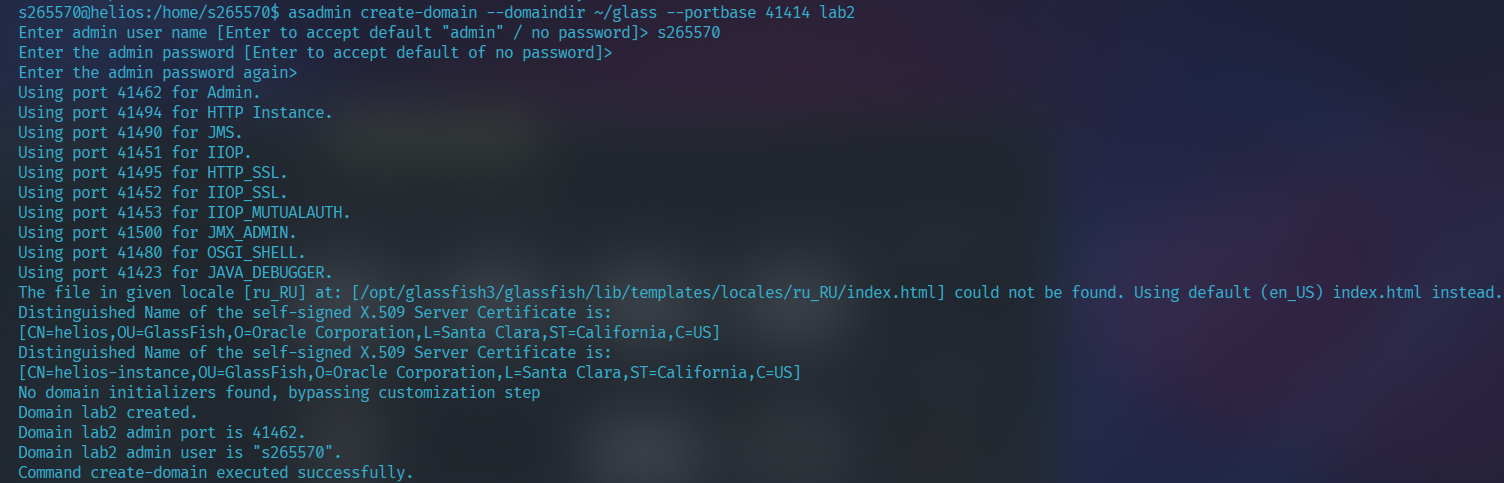 s265570@helios:/home/s265570$ asadmin create-domain --domaindir ~/glass --portbase 41414 lab2
Enter admin user name [Enter to accept default "admin" / no password]> s265570
Enter the admin password [Enter to accept default of no password]>
Enter the admin password again>
Using port 41462 for Admin.
Using port 41494 for HTTP Instance.
Using port 41490 for JMS.
Using port 41451 for IIOP.
Using port 41495 for HTTP_SSL.
Using port 41452 for IIOP_SSL.
Using port 41453 for IIOP_MUTUALAUTH.
Using port 41500 for JMX_ADMIN.
Using port 41480 for OSGI_SHELL.
Using port 41423 for JAVA_DEBUGGER.
The file in given locale [ru_RU] at: [/opt/glassfish3/glassfish/lib/templates/locales/ru_RU/index.html] could not be found. Using default (en_US) index.html instead.
Distinguished Name of the self-signed X.509 Server Certificate is:
[CN=helios,OU=GlassFish,O=Oracle Corporation,L=Santa Clara,ST=California,C=US]
Distinguished Name of the self-signed X.509 Server Certificate is:
[CN=helios-instance,OU=GlassFish,O=Oracle Corporation,L=Santa Clara,ST=California,C=US]
No domain initializers found, bypassing customization step
Domain lab2 created.
Domain lab2 admin port is 41462.
Domain lab2 admin user is "s265570".
Command create-domain executed successfully.